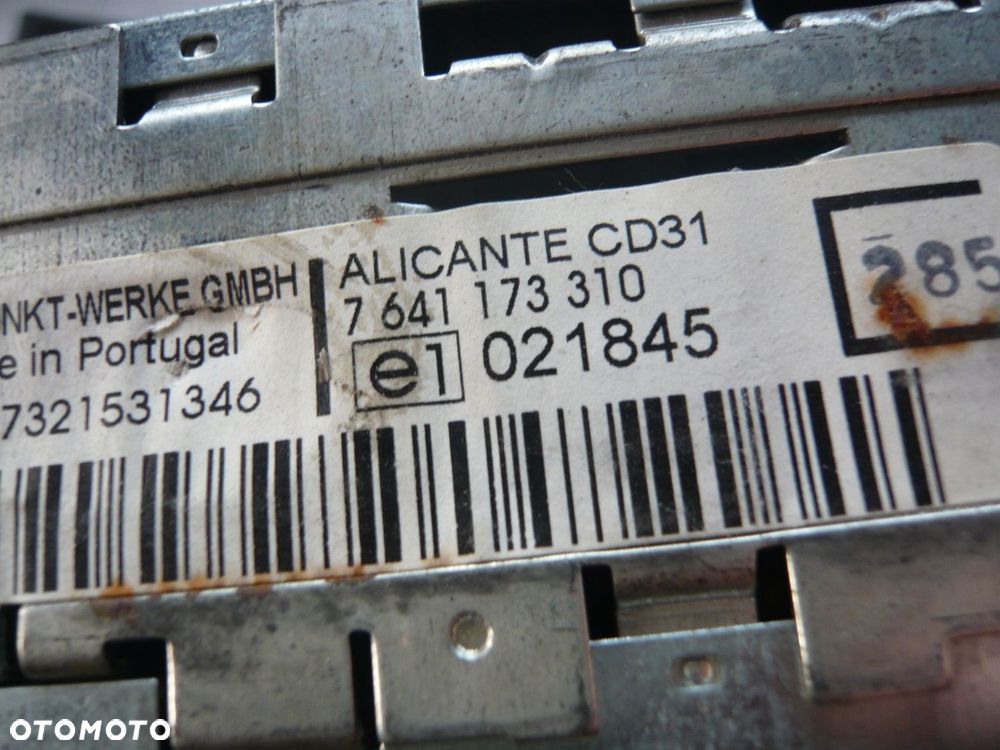 NKT-WERKE GMBH
e in Portugal
7321531346
ALICANTE CD31
7 641 173 310
e1 021845
285
OTOMOTO